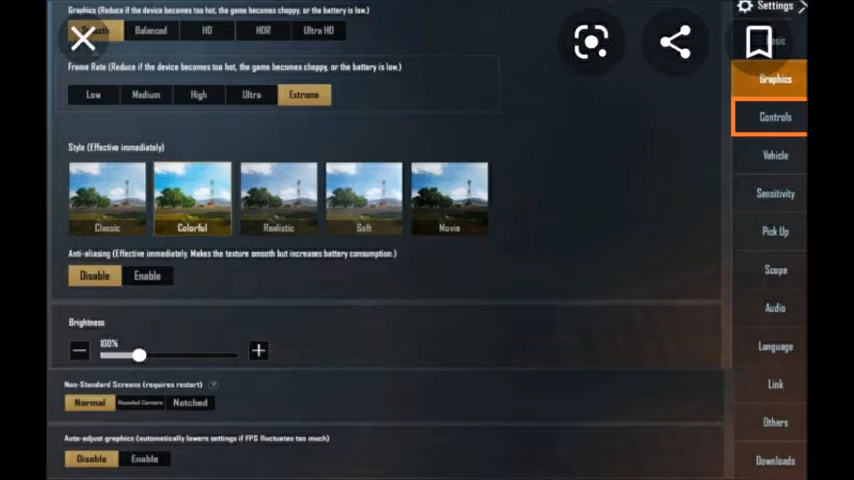 Graphics (Reduce if the device becomes too hot, the game becomes choppy, or the battery is low.)
Settings
Balanced
HD
HDR
Ultra HD
Frame Rate (Reduce if the device becomes too hot, the game becomes choppy, or the battery is low.)
Low
Medium
High
Ultra
Extreme
Style (Effective immediately)
Classic
Colorful
Realistic
Soft
Movie
Anti-aliasing (Effective immediately. Makes the texture smooth but increases battery consumption.)
Disable
Enable
Brightness
100%
Non-Standard Screens (requires restart) ?
Normal
Rounded Corners
Notched
Auto-adjust graphics (automatically lowers settings if FPS fluctuates too much)
Disable
Enable
Graphics
Controls
Vehicle
Sensitivity
Pick Up
Scope
Audio
Language
Link
Others
Downloads